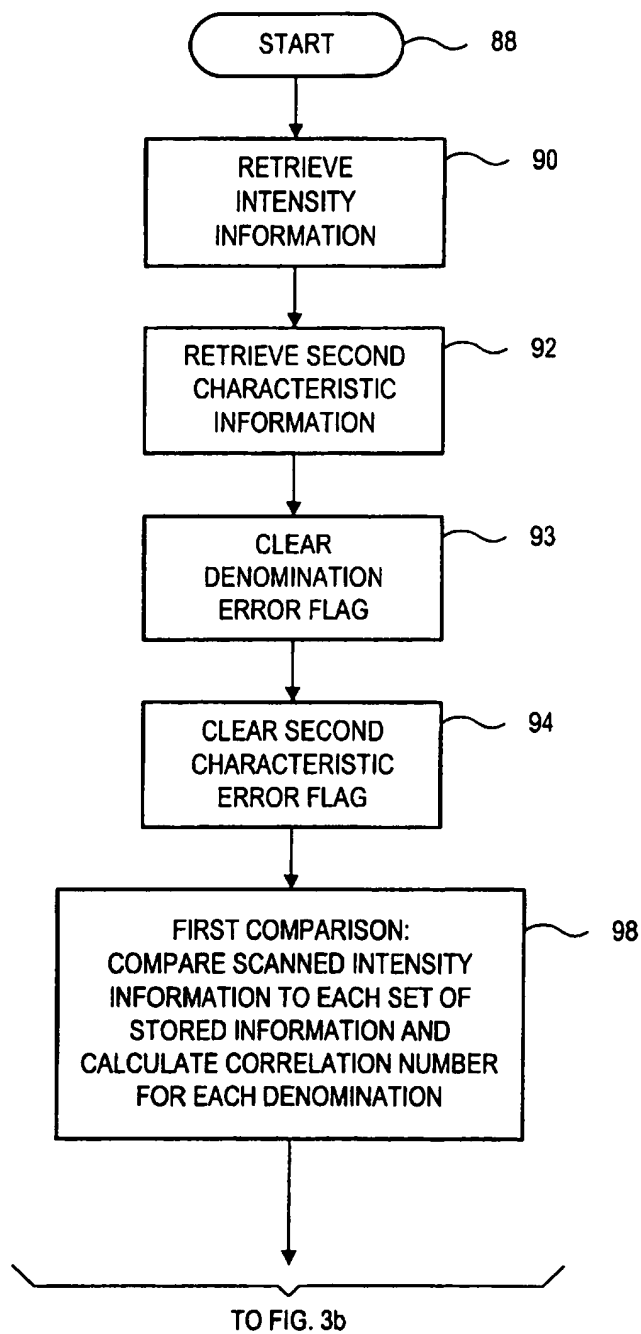 START
88
RETRIEVE
INTENSITY
INFORMATION
90
RETRIEVE SECOND
CHARACTERISTIC
INFORMATION
92
CLEAR
DENOMINATION
ERROR FLAG
93
CLEAR SECOND
CHARACTERISTIC
ERROR FLAG
94
FIRST COMPARISON:
COMPARE SCANNED INTENSITY
INFORMATION TO EACH SET OF
STORED INFORMATION AND
CALCULATE CORRELATION NUMBER
FOR EACH DENOMINATION
98
TO FIG. 3b